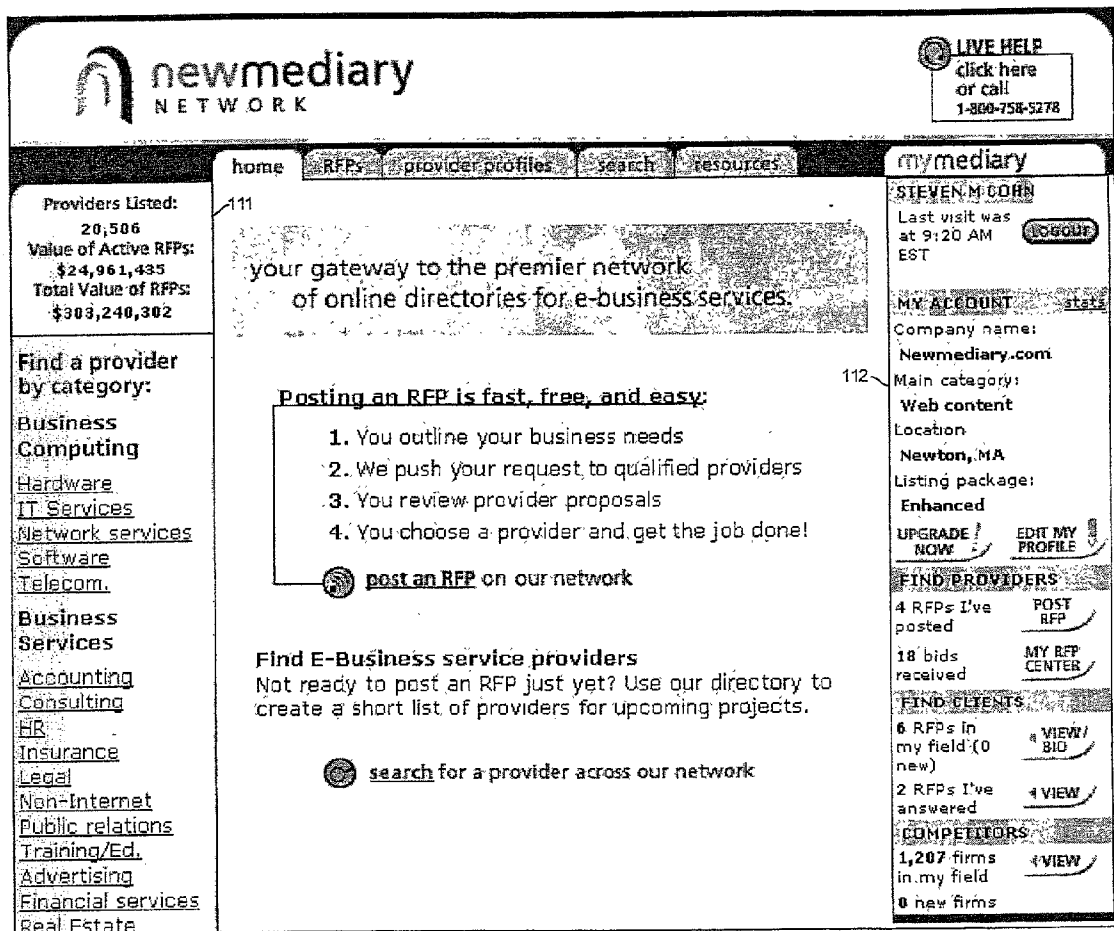 newmediary
NETWORK
LIVE HELP
click here
or call
1-800-758-5278
home
RFPs
provider profiles
search
resources
mymediary
Providers Listed:
20,506
Value of Active RFPs:
$24,961,435
Total Value of RFPs:
$303,240,302
Find a provider
by category:
Business
Computing
Hardware
IT Services
Network services
Software
Telecom.
Business
Services
Accounting
Consulting
HR
Insurance
Legal
Non-Internet
Public relations
Training/Ed.
Advertising
Financial services
Real Estate
111
your gateway to the premier network
of online directories for e-business services.
Posting an RFP is fast, free, and easy:
1. You outline your business needs
2. We push your request to qualified providers
3. You review provider proposals
4. You choose a provider and get the job done!
post an RFP on our network
Find E-Business service providers
Not ready to post an RFP just yet? Use our directory to
create a short list of providers for upcoming projects.
search for a provider across our network
112
STEVEN M COHN
Last visit was
at 9:20 AM
EST
LOGOUT
MY ACCOUNT stats
Company name:
Newmediary.com
Main category:
Web content
Location
Newton, MA
Listing package:
Enhanced
UPGRADE
NOW
EDIT MY
PROFILE
FIND PROVIDERS
4 RFPs I've
posted
POST
RFP
18 bids
received
MY RFP
CENTER
FIND CLIENTS
6 RFPs in
my field (0
new)
VIEW/
BID
2 RFPs I've
answered
VIEW
COMPETITORS
1,207 firms
in my field
VIEW
0 new firms